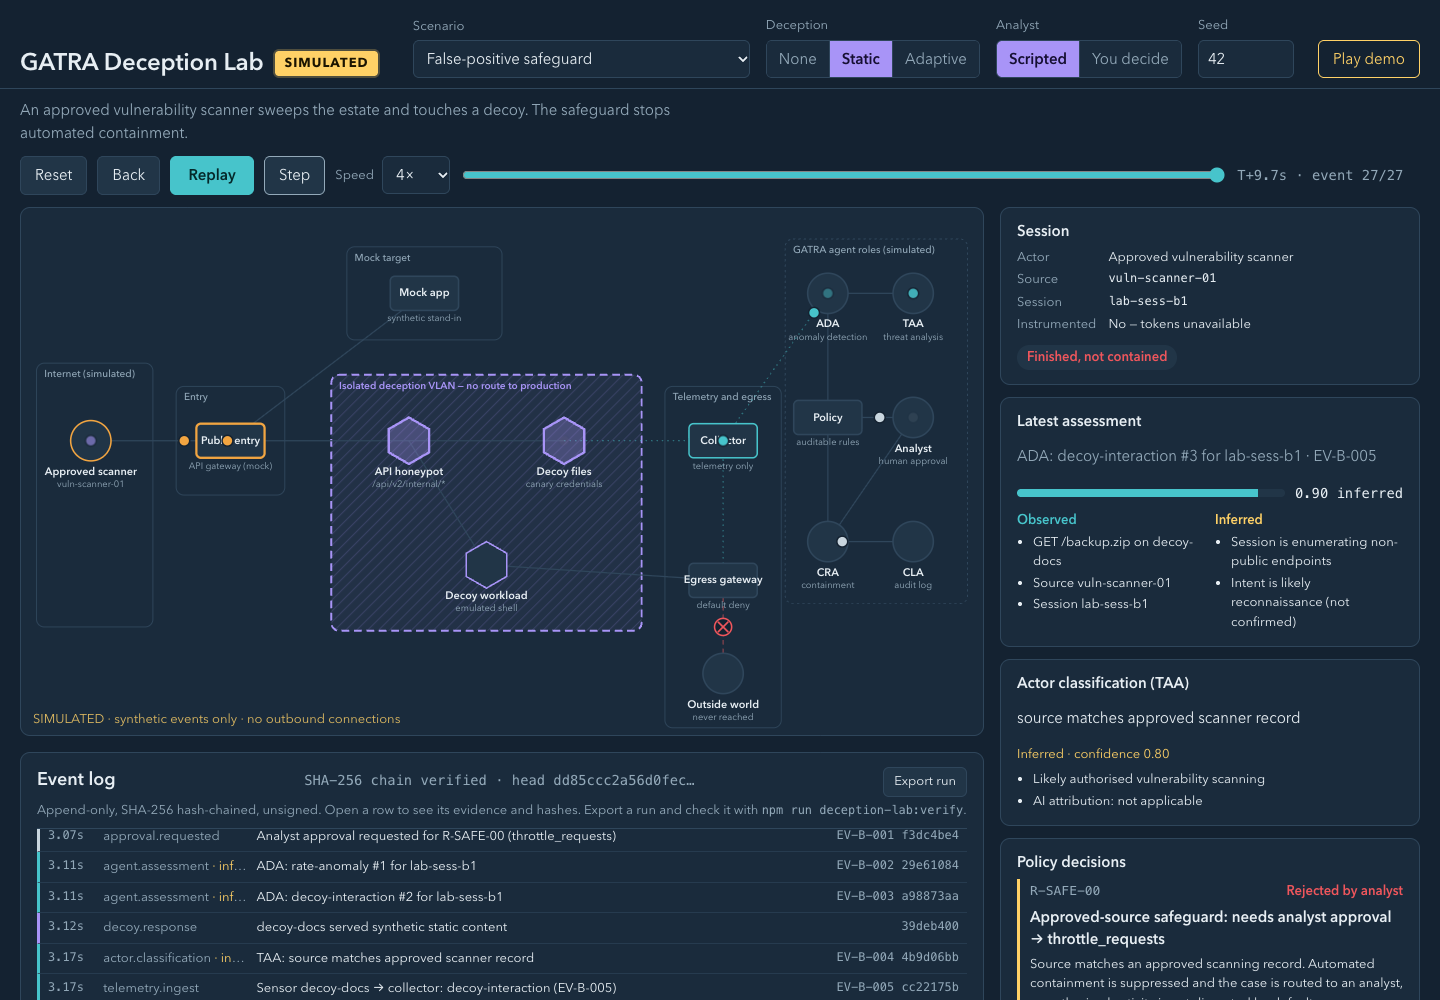 GATRA Deception Lab
SIMULATED
Scenario
False-positive safeguard
Deception
None
Static
Adaptive
Analyst
Scripted
You decide
Seed
42
Play demo
An approved vulnerability scanner sweeps the estate and touches a decoy. The safeguard stops
automated containment.
Reset
Back
Replay
Step
Speed
4×
T+9.7s · event 27/27
Mock target
Mock app
synthetic stand-in
Internet (simulated)
Approved scanner
vuln-scanner-01
Entry
API gateway (mock)
Isolated deception VLAN — no route to production
API honeypot
/api/v2/internal/*
Decoy files
canary credentials
Decoy workload
emulated shell
Telemetry and egress
telemetry only
Egress gateway
default deny
Outside world
never reached
GATRA agent roles (simulated)
ADA
anomaly detection
TAA
threat analysis
Policy
auditable rules
Analyst
human approval
CRA
containment
CLA
audit log
SIMULATED · synthetic events only · no outbound connections
Session
Actor Approved vulnerability scanner
Source vuln-scanner-01
Session lab-sess-b1
Instrumented No — tokens unavailable
Finished, not contained
Latest assessment
ADA: decoy-interaction #3 for lab-sess-b1 · EV-B-005
0.90 inferred
Observed
• GET /backup.zip on decoy-
docs
• Source vuln-scanner-01
• Session lab-sess-b1
Inferred
• Session is enumerating non-
public endpoints
• Intent is likely
reconnaissance (not
confirmed)
Actor classification (TAA)
source matches approved scanner record
Inferred · confidence 0.80
• Likely authorised vulnerability scanning
• AI attribution: not applicable
Policy decisions
R-SAFE-00 Rejected by analyst
Approved-source safeguard: needs analyst approval
→ throttle_requests
Source matches an approved scanning record. Automated
containment is suppressed and the case is routed to an analyst,
Event log
SHA-256 chain verified · head dd85ccc2a56d0fec…
Export run
Append-only, SHA-256 hash-chained, unsigned. Open a row to see its evidence and hashes. Export a run and check it with npm run deception-lab:verify.
3.07s approval.requested Analyst approval requested for R-SAFE-00 (throttle_requests) EV-B-001 f3dc4be4
3.11s agent.assessment · inf… ADA: rate-anomaly #1 for lab-sess-b1 EV-B-002 29e61084
3.11s agent.assessment · inf… ADA: decoy-interaction #2 for lab-sess-b1 EV-B-003 a98873aa
3.12s decoy.response decoy-docs served synthetic static content 39deb400
3.17s actor.classification · in… TAA: source matches approved scanner record EV-B-004 4b9d06bb
3.17s telemetry.ingest Sensor decoy-docs → collector: decoy-interaction (EV-B-005) EV-B-005 cc22175b